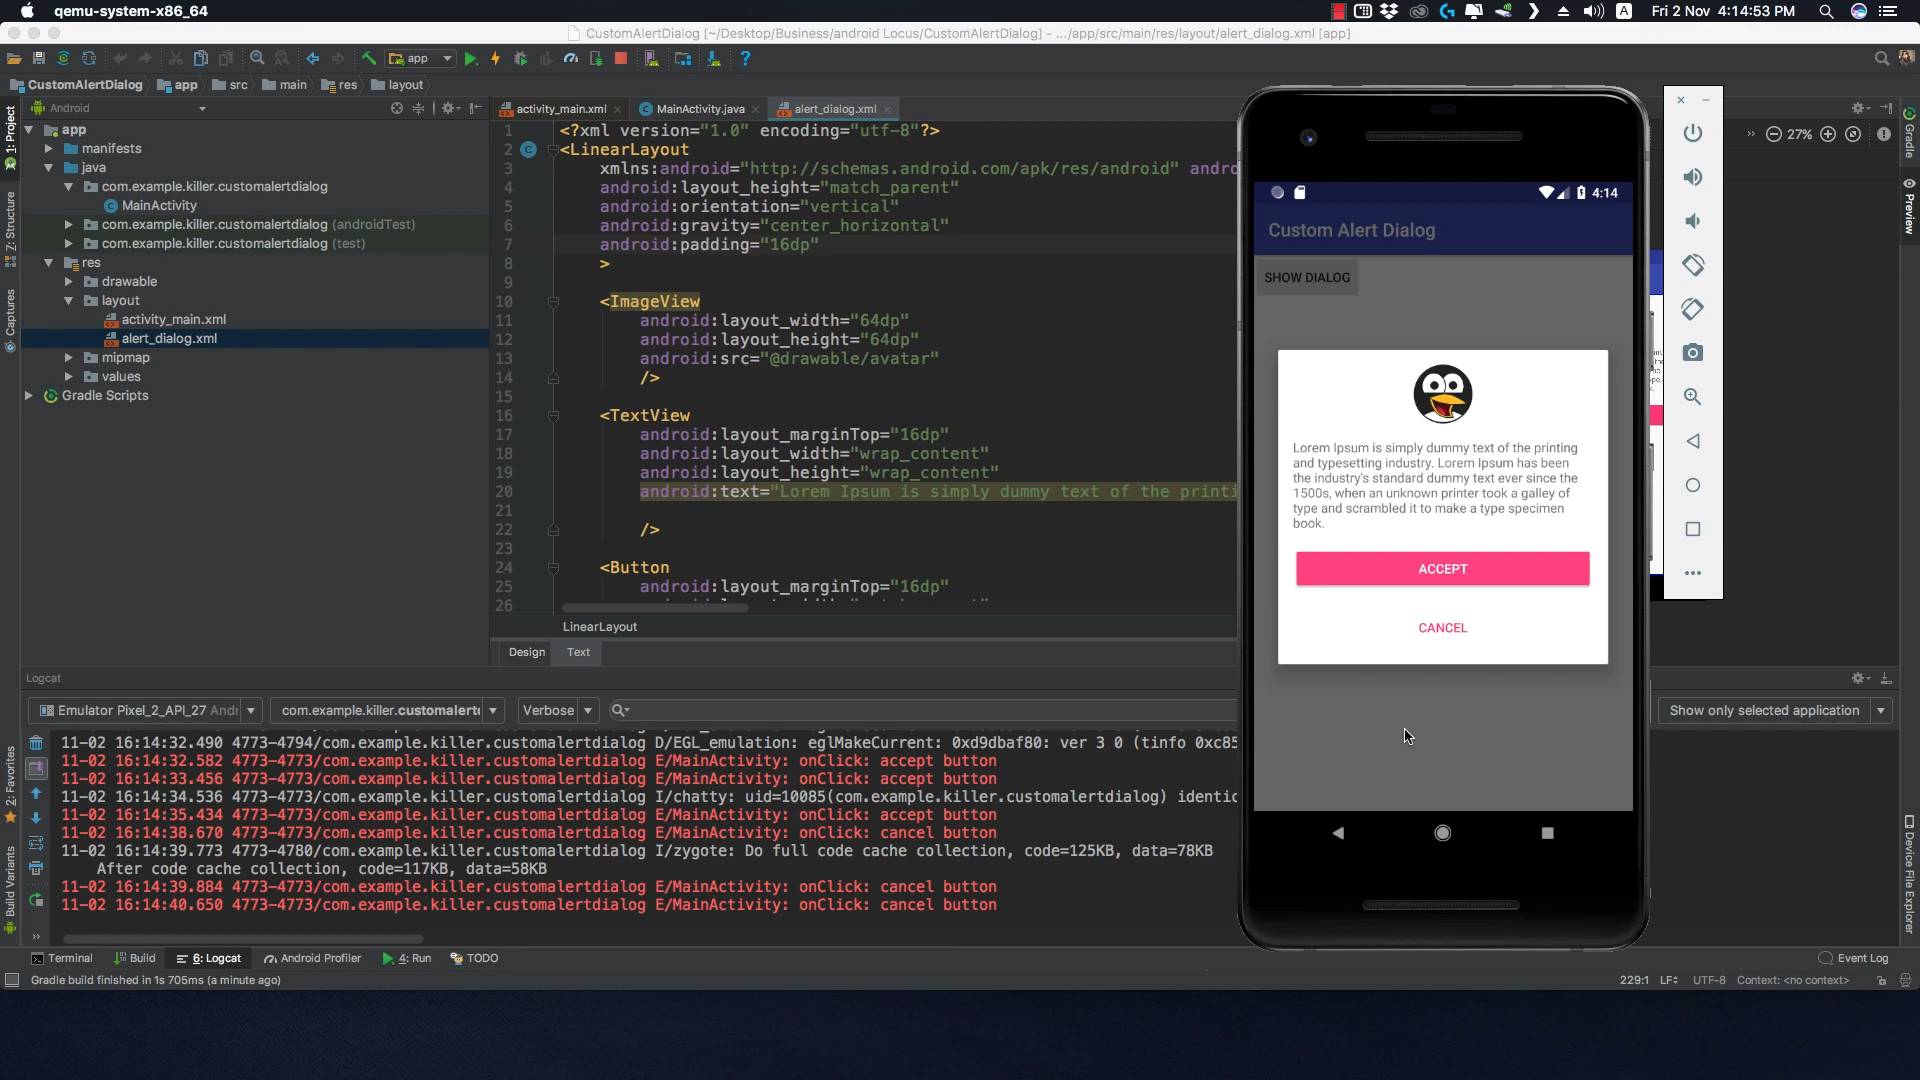 qemu-system-x86_64
A
Fri 2 Nov 4:14:53 PM
CustomAlertDialog [~/Desktop/Business/android Locus/CustomAlertDialog] - .../app/src/main/res/layout/alert_dialog.xml [app]
app
CustomAlertDialog
app
src
main
res
layout
Android
activity_main.xml
MainActivity.java
alert_dialog.xml
27%
1: Project
Z: Structure
Captures
2: Favorites
Build Variants
Gradle
Preview
Device File Explorer
app
manifests
java
com.example.killer.customalertdialog
MainActivity
com.example.killer.customalertdialog (androidTest)
com.example.killer.customalertdialog (test)
res
drawable
layout
activity_main.xml
alert_dialog.xml
mipmap
values
Gradle Scripts
1 <?xml version="1.0" encoding="utf-8"?>
2 <LinearLayout
3 xmlns:android="http://schemas.android.com/apk/res/android" andro
4 android:layout_height="match_parent"
5 android:orientation="vertical"
6 android:gravity="center_horizontal"
7 android:padding="16dp"
8 >
9
10 <ImageView
11 android:layout_width="64dp"
12 android:layout_height="64dp"
13 android:src="@drawable/avatar"
14 />
15
16 <TextView
17 android:layout_marginTop="16dp"
18 android:layout_width="wrap_content"
19 android:layout_height="wrap_content"
20 android:text="Lorem Ipsum is simply dummy text of the printi
21
22 />
23
24 <Button
25 android:layout_marginTop="16dp"
26
LinearLayout
Design
Text
4:14
Custom Alert Dialog
SHOW DIALOG
Lorem Ipsum is simply dummy text of the printing
and typesetting industry. Lorem Ipsum has been
the industry's standard dummy text ever since the
1500s, when an unknown printer took a galley of
type and scrambled it to make a type specimen
book.
ACCEPT
CANCEL
Logcat
Emulator Pixel_2_API_27 Andr
com.example.killer.customalert
Verbose
Show only selected application
11-02 16:14:32.490 4773-4794/com.example.killer.customalertdialog D/EGL_emulation: eglMakeCurrent: 0xd9dbaf80: ver 3 0 (tinfo 0xc85
11-02 16:14:32.582 4773-4773/com.example.killer.customalertdialog E/MainActivity: onClick: accept button
11-02 16:14:33.456 4773-4773/com.example.killer.customalertdialog E/MainActivity: onClick: accept button
11-02 16:14:34.536 4773-4773/com.example.killer.customalertdialog I/chatty: uid=10085(com.example.killer.customalertdialog) identic
11-02 16:14:35.434 4773-4773/com.example.killer.customalertdialog E/MainActivity: onClick: accept button
11-02 16:14:38.670 4773-4773/com.example.killer.customalertdialog E/MainActivity: onClick: cancel button
11-02 16:14:39.773 4773-4780/com.example.killer.customalertdialog I/zygote: Do full code cache collection, code=125KB, data=78KB
After code cache collection, code=117KB, data=58KB
11-02 16:14:39.884 4773-4773/com.example.killer.customalertdialog E/MainActivity: onClick: cancel button
11-02 16:14:40.650 4773-4773/com.example.killer.customalertdialog E/MainActivity: onClick: cancel button
Terminal
Build
6: Logcat
Android Profiler
4: Run
TODO
Event Log
Gradle build finished in 1s 705ms (a minute ago)
229:1
LF
UTF-8
Context: <no context>